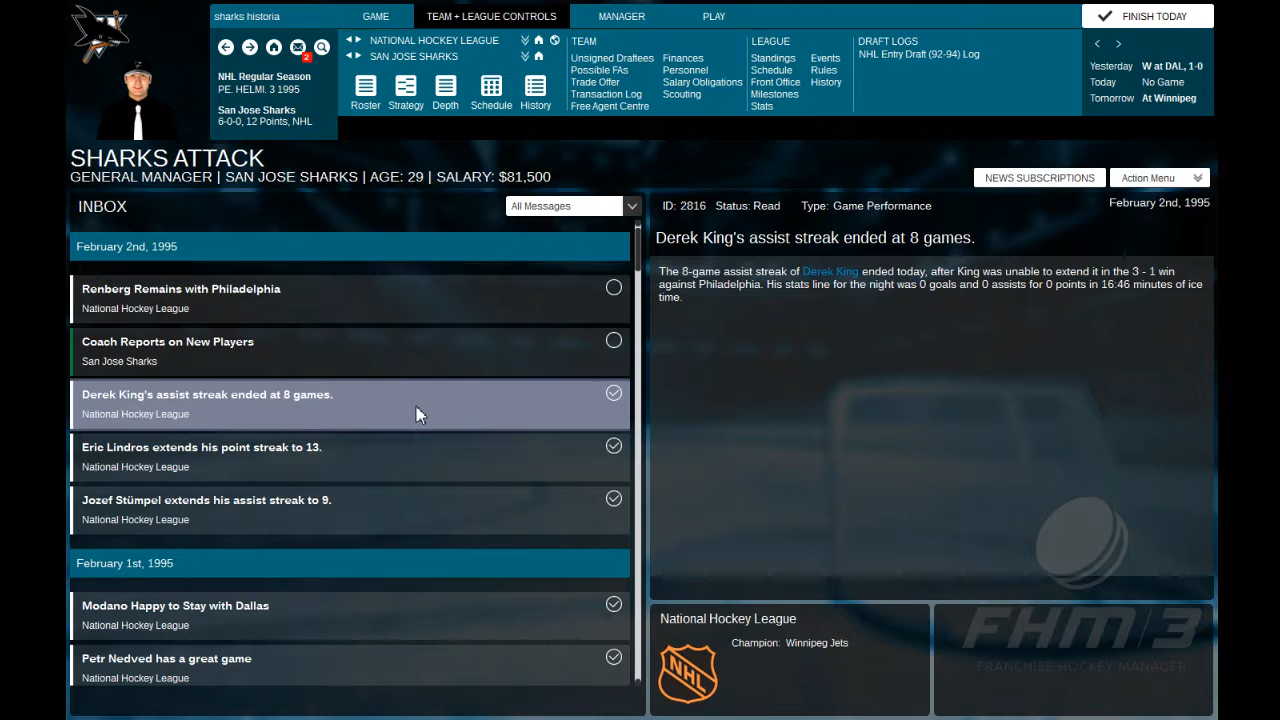 sharks historia
GAME
TEAM + LEAGUE CONTROLS
MANAGER
PLAY
FINISH TODAY
2
NHL Regular Season
PE. HELMI. 3 1995
San Jose Sharks
6-0-0, 12 Points, NHL
NATIONAL HOCKEY LEAGUE
SAN JOSE SHARKS
Roster
Strategy
Depth
Schedule
History
TEAM
Unsigned Draftees
Possible FAs
Trade Offer
Transaction Log
Free Agent Centre
Finances
Personnel
Salary Obligations
Scouting
LEAGUE
Standings
Schedule
Front Office
Milestones
Stats
Events
Rules
History
DRAFT LOGS
NHL Entry Draft (92-94) Log
Yesterday W at DAL, 1-0
Today No Game
Tomorrow At Winnipeg
SHARKS ATTACK
GENERAL MANAGER | SAN JOSE SHARKS | AGE: 29 | SALARY: $81,500
NEWS SUBSCRIPTIONS
Action Menu
INBOX
All Messages
February 2nd, 1995
Renberg Remains with Philadelphia
National Hockey League
Coach Reports on New Players
San Jose Sharks
Derek King's assist streak ended at 8 games.
National Hockey League
Eric Lindros extends his point streak to 13.
National Hockey League
Jozef Stümpel extends his assist streak to 9.
National Hockey League
February 1st, 1995
Modano Happy to Stay with Dallas
National Hockey League
Petr Nedved has a great game
National Hockey League
ID: 2816 Status: Read Type: Game Performance
February 2nd, 1995
Derek King's assist streak ended at 8 games.
The 8-game assist streak of Derek King ended today, after King was unable to extend it in the 3 - 1 win
against Philadelphia. His stats line for the night was 0 goals and 0 assists for 0 points in 16:46 minutes of ice
time.
National Hockey League
Champion: Winnipeg Jets
NHL
FHM/3
FRANCHISE HOCKEY MANAGER